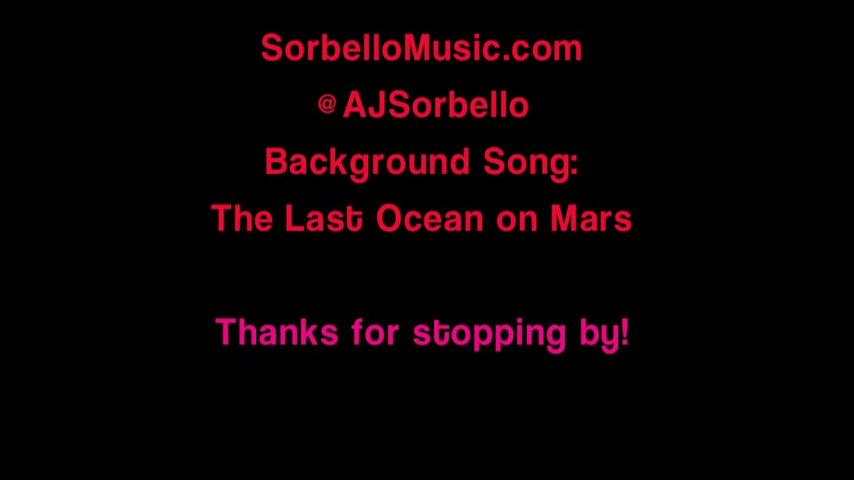 SorbelloMusic.com
@AJSorbello
Background Song:
The Last Ocean on Mars
Thanks for stopping by!